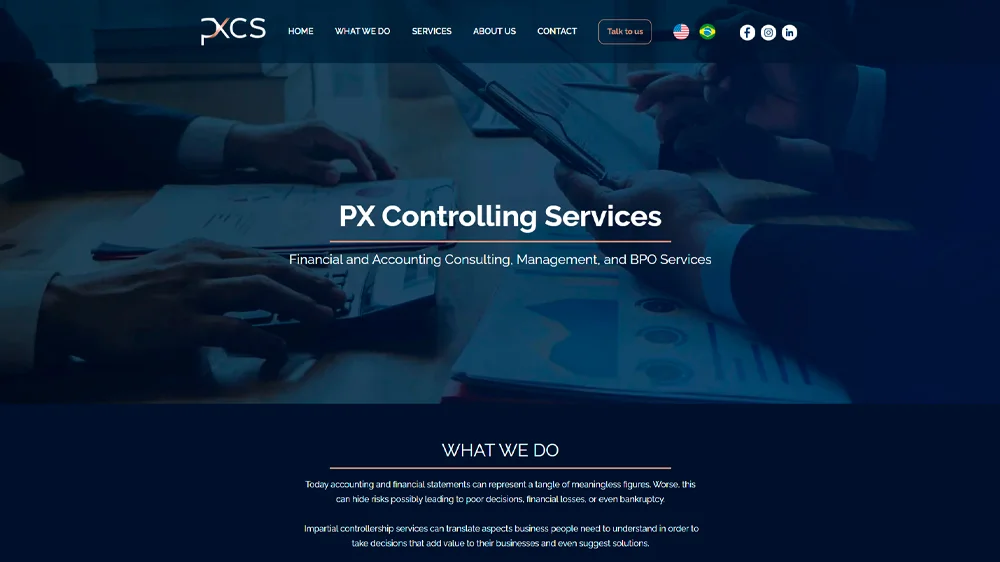 PXCS
HOME
WHAT WE DO
SERVICES
ABOUT US
CONTACT
Talk to us
PX Controlling Services
Financial and Accounting Consulting, Management, and BPO Services
WHAT WE DO
Today accounting and financial statements can represent a tangle of meaningless figures. Worse, this
can hide risks possibly leading to poor decisions, financial losses, or even bankruptcy.
Impartial controllership services can translate aspects business people need to understand in order to
take decisions that add value to their businesses and even suggest solutions.